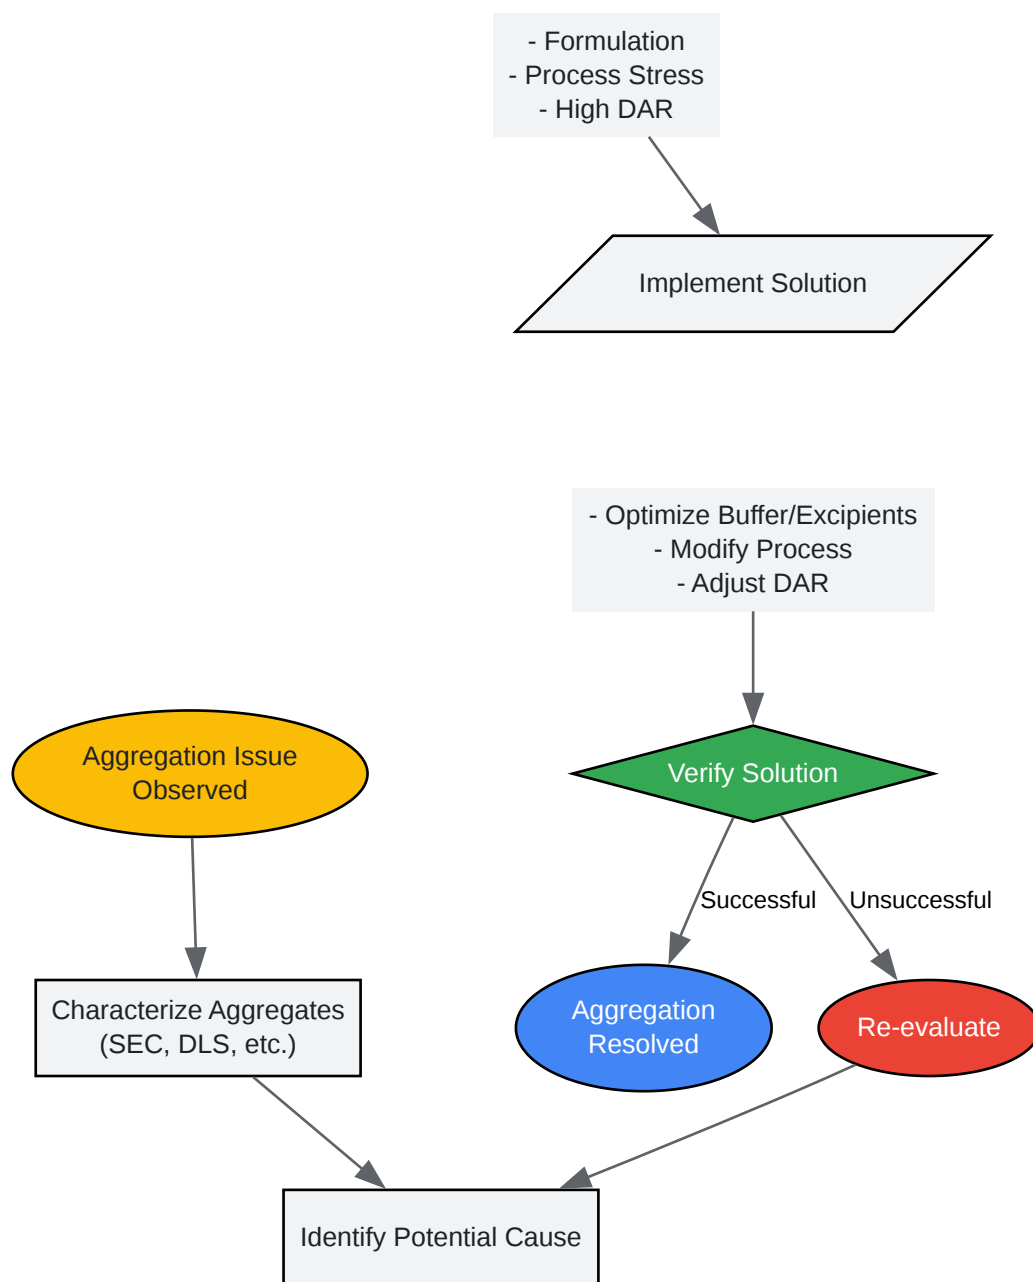 - Formulation
- Process Stress
- High DAR
Implement Solution
- Optimize Buffer/Excipients
- Modify Process
- Adjust DAR
Aggregation Issue
Observed
Verify Solution
Successful
Unsuccessful
Characterize Aggregates
(SEC, DLS, etc.)
Aggregation
Resolved
Re-evaluate
Identify Potential Cause